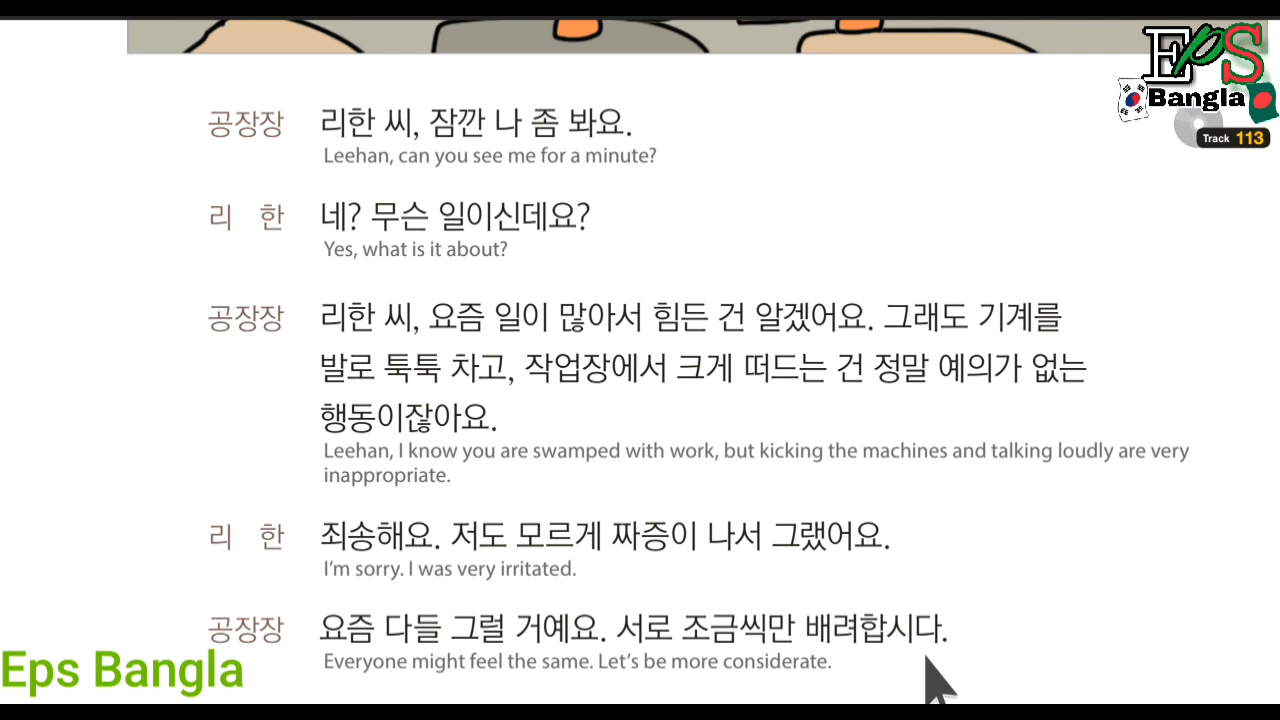 EPS
Bangla
Track 113
공장장 리한 씨, 잠깐 나 좀 봐요.
Leehan, can you see me for a minute?
리 한 네? 무슨 일이신데요?
Yes, what is it about?
공장장 리한 씨, 요즘 일이 많아서 힘든 건 알겠어요. 그래도 기계를
발로 툭툭 차고, 작업장에서 크게 떠드는 건 정말 예의가 없는
행동이잖아요.
Leehan, I know you are swamped with work, but kicking the machines and talking loudly are very
inappropriate.
리 한 죄송해요. 저도 모르게 짜증이 나서 그랬어요.
I'm sorry. I was very irritated.
공장장 요즘 다들 그럴 거예요. 서로 조금씩만 배려합시다.
Everyone might feel the same. Let's be more considerate.
Eps Bangla